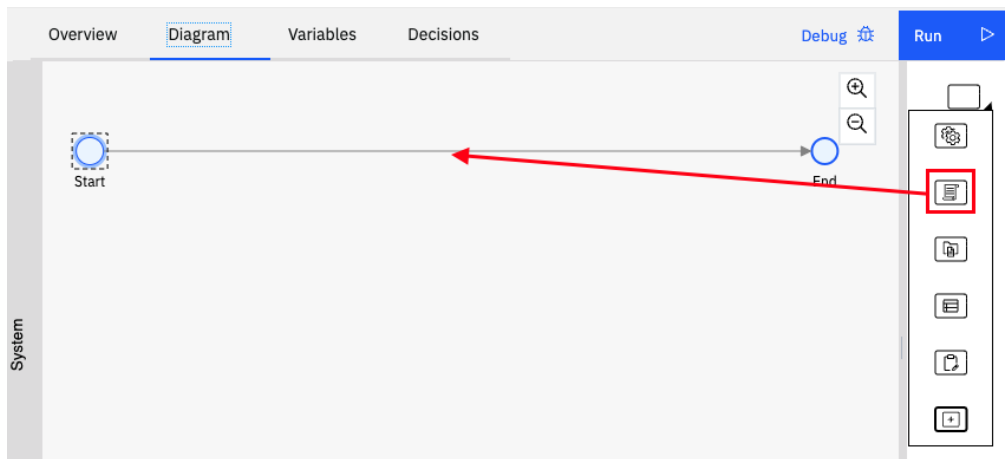 Overview Diagram Variables Decisions Debug Run
Start
End
System